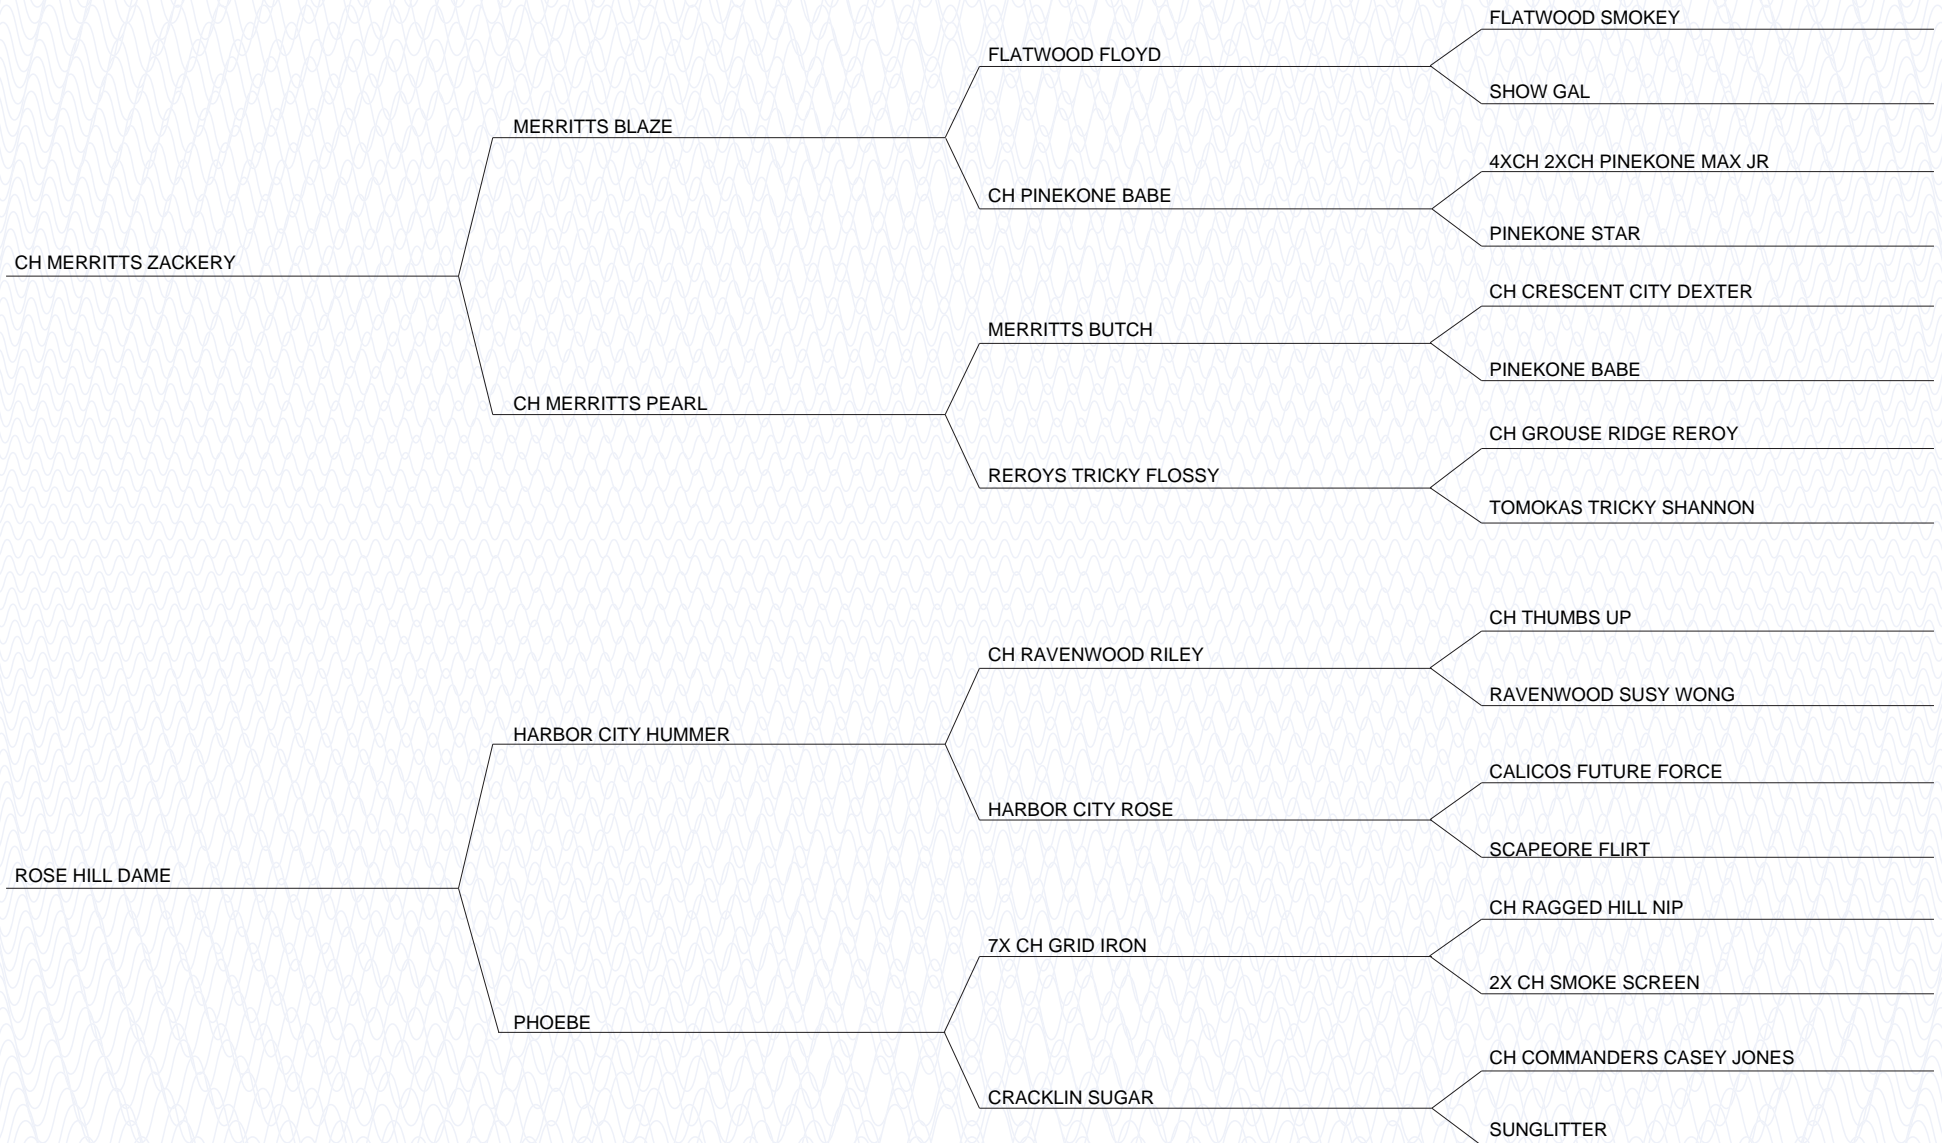 FLATWOOD SMOKEY
FLATWOOD FLOYD
SHOW GAL
MERRITTS BLAZE
4XCH 2XCH PINEKONE MAX JR
CH PINEKONE BABE
PINEKONE STAR
CH MERRITTS ZACKERY
CH CRESCENT CITY DEXTER
MERRITTS BUTCH
PINEKONE BABE
CH MERRITTS PEARL
CH GROUSE RIDGE REROY
REROYS TRICKY FLOSSY
TOMOKAS TRICKY SHANNON
CH THUMBS UP
CH RAVENWOOD RILEY
RAVENWOOD SUSY WONG
HARBOR CITY HUMMER
CALICOS FUTURE FORCE
HARBOR CITY ROSE
SCAPEORE FLIRT
ROSE HILL DAME
CH RAGGED HILL NIP
7X CH GRID IRON
2X CH SMOKE SCREEN
PHOEBE
CH COMMANDERS CASEY JONES
CRACKLIN SUGAR
SUNGLITTER